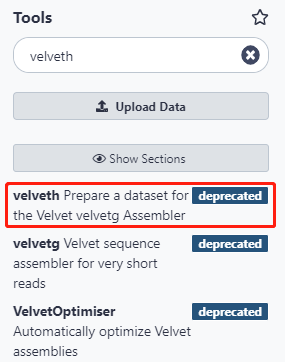 Tools
velveth
Upload Data
Show Sections
velveth Prepare a dataset for deprecated
the Velvet velvetg Assembler
velvetg Velvet sequence deprecated
assembler for very short
reads
VelvetOptimiser deprecated
Automatically optimize Velvet
assemblies